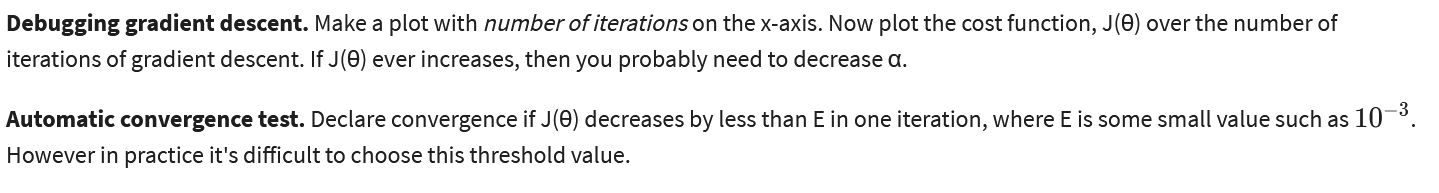 Debugging gradient descent. Make a plot with number of iterations on the x-axis. Now plot the cost function, J(θ) over the number of
iterations of gradient descent. If J(θ) ever increases, then you probably need to decrease α.
Automatic convergence test. Declare convergence if J(θ) decreases by less than E in one iteration, where E is some small value such as 10⁻³.
However in practice it's difficult to choose this threshold value.